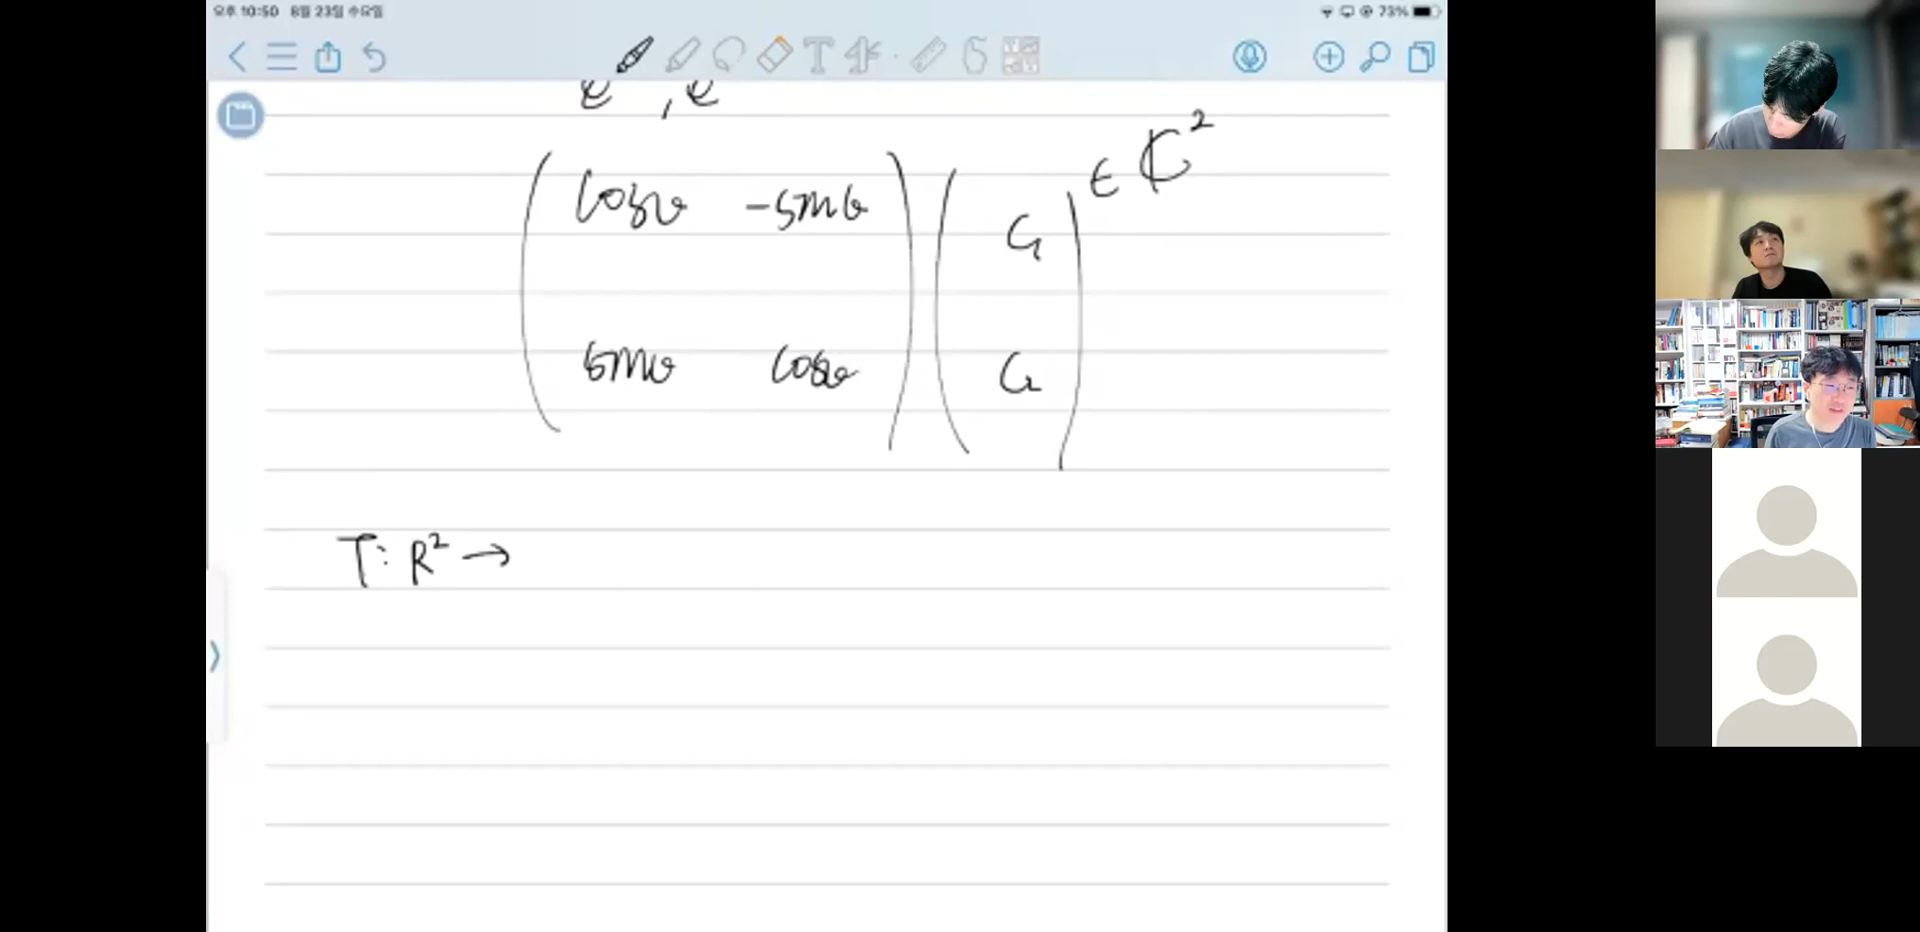 오후 10:50 8월 23일 수요일 73%
e , e
( cosθ -sinθ ) ( C₁ ) ∈ ℂ²
( sinθ cosθ ) ( C₂ )
T: R² →